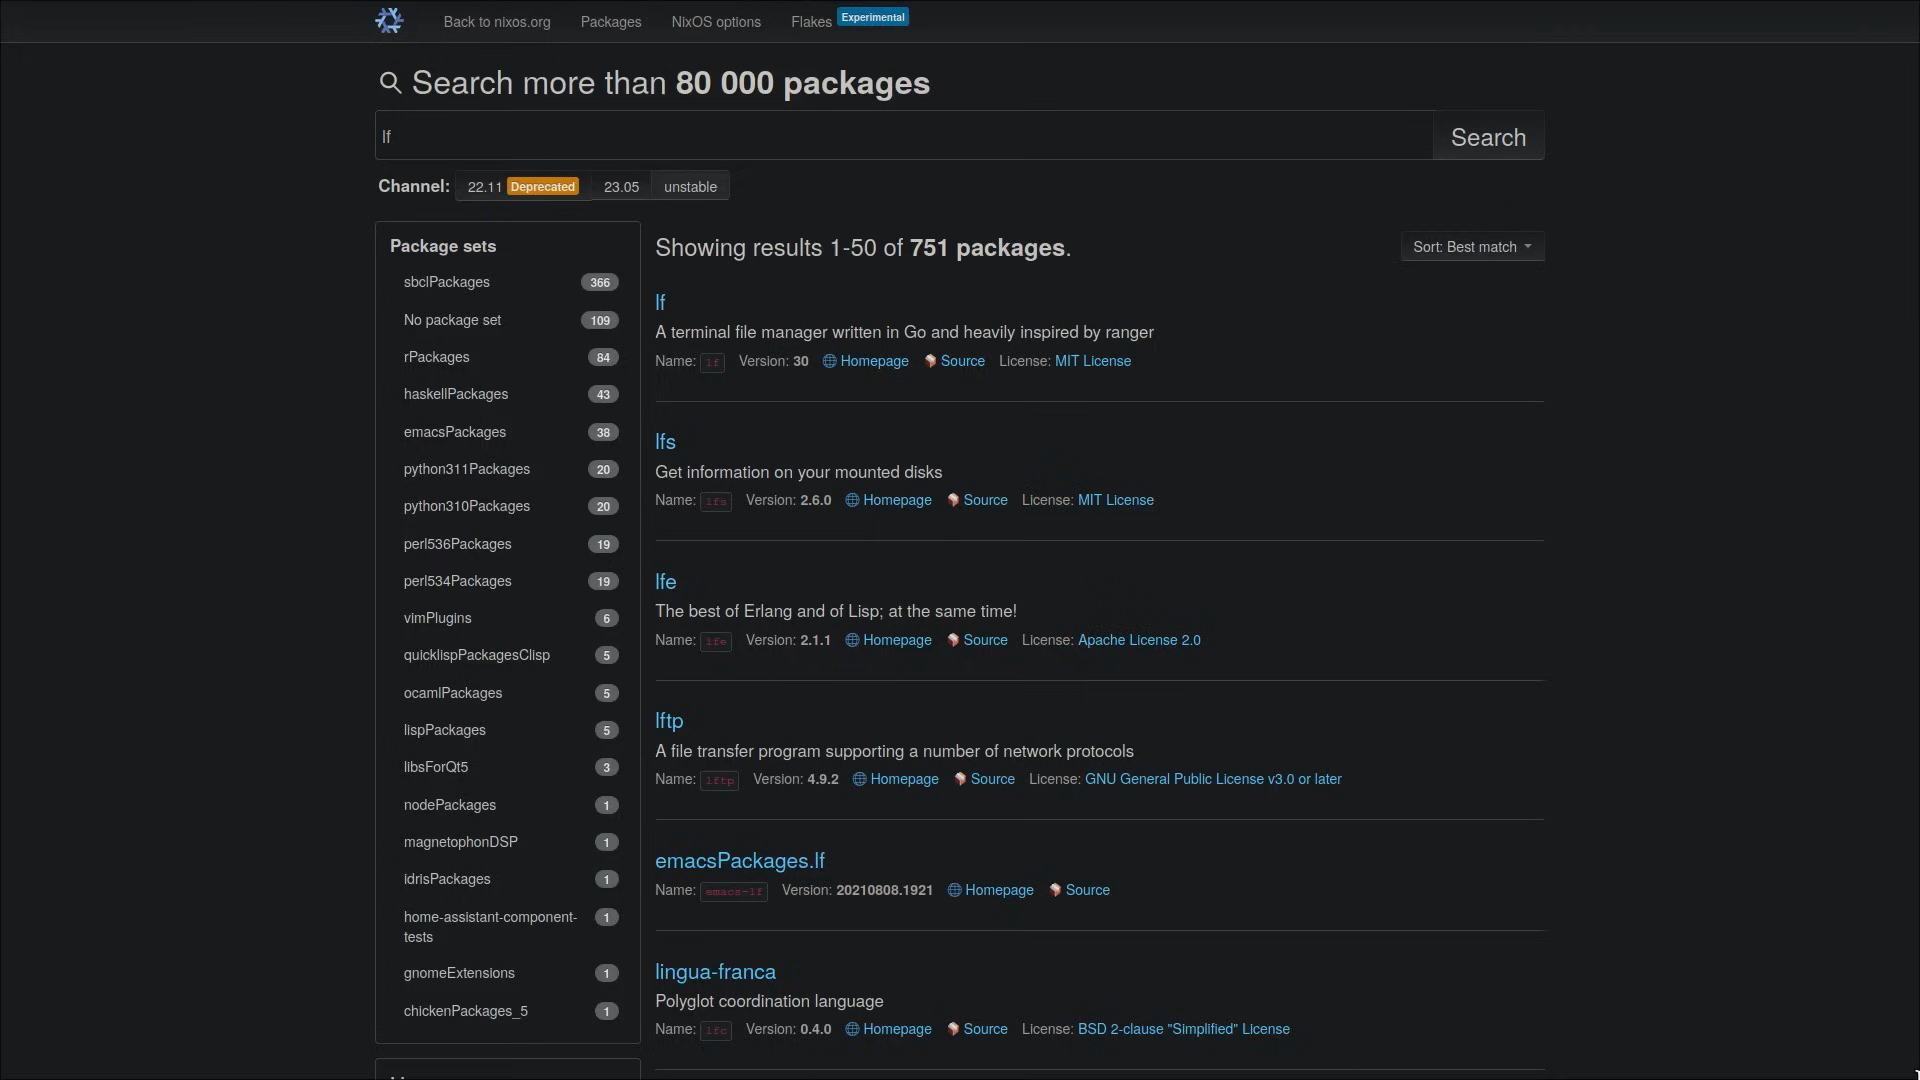 Back to nixos.org Packages NixOS options Flakes Experimental
Search more than 80 000 packages
lf Search
Channel: 22.11 Deprecated 23.05 unstable
Package sets
sbclPackages 366
No package set 109
rPackages 84
haskellPackages 43
emacsPackages 38
python311Packages 20
python310Packages 20
perl536Packages 19
perl534Packages 19
vimPlugins 6
quicklispPackagesClisp 5
ocamlPackages 5
lispPackages 5
libsForQt5 3
nodePackages 1
magnetophonDSP 1
idrisPackages 1
home-assistant-component-
tests 1
gnomeExtensions 1
chickenPackages_5 1
Showing results 1-50 of 751 packages. Sort: Best match
lf
A terminal file manager written in Go and heavily inspired by ranger
Name: lf Version: 30 Homepage Source License: MIT License
lfs
Get information on your mounted disks
Name: lfs Version: 2.6.0 Homepage Source License: MIT License
lfe
The best of Erlang and of Lisp; at the same time!
Name: lfe Version: 2.1.1 Homepage Source License: Apache License 2.0
lftp
A file transfer program supporting a number of network protocols
Name: lftp Version: 4.9.2 Homepage Source License: GNU General Public License v3.0 or later
emacsPackages.lf
Name: emacs-lf Version: 20210808.1921 Homepage Source
lingua-franca
Polyglot coordination language
Name: lfc Version: 0.4.0 Homepage Source License: BSD 2-clause "Simplified" License